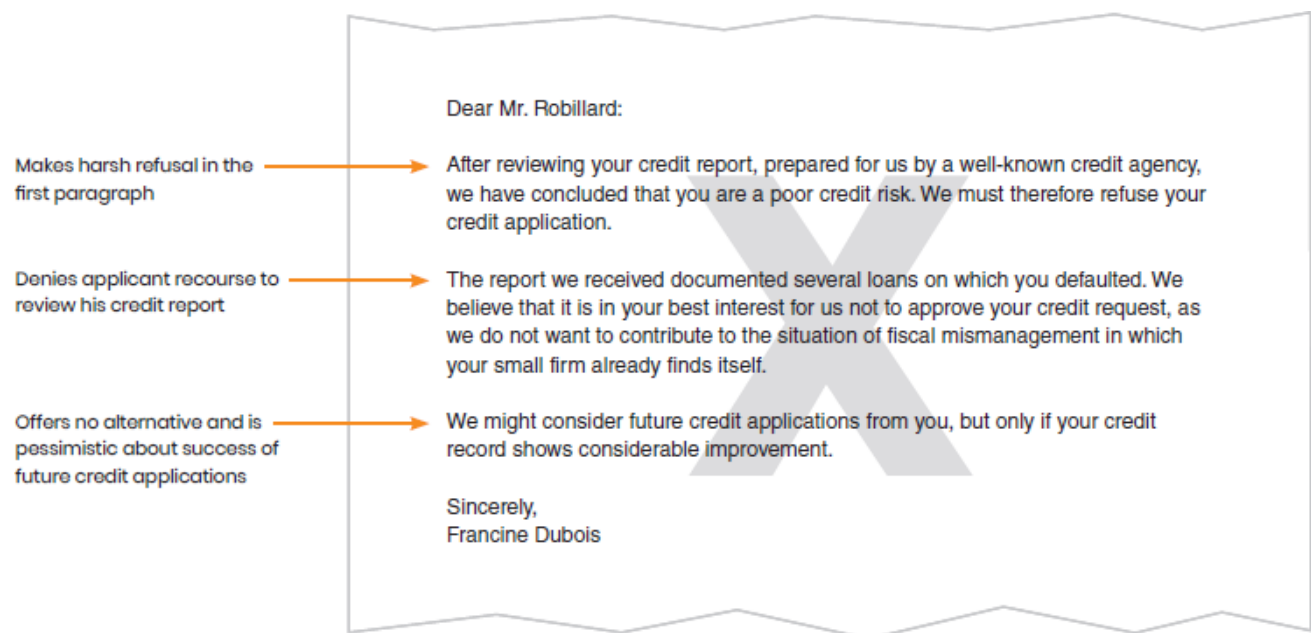 Dear Mr. Robillard:
Makes harsh refusal in the
first paragraph
After reviewing your credit report, prepared for us by a well-known credit agency,
we have concluded that you are a poor credit risk. We must therefore refuse your
credit application.
Denies applicant recourse to
review his credit report
The report we received documented several loans on which you defaulted. We
believe that it is in your best interest for us not to approve your credit request, as
we do not want to contribute to the situation of fiscal mismanagement in which
your small firm already finds itself.
Offers no alternative and is
pessimistic about success of
future credit applications
We might consider future credit applications from you, but only if your credit
record shows considerable improvement.
Sincerely,
Francine Dubois
X